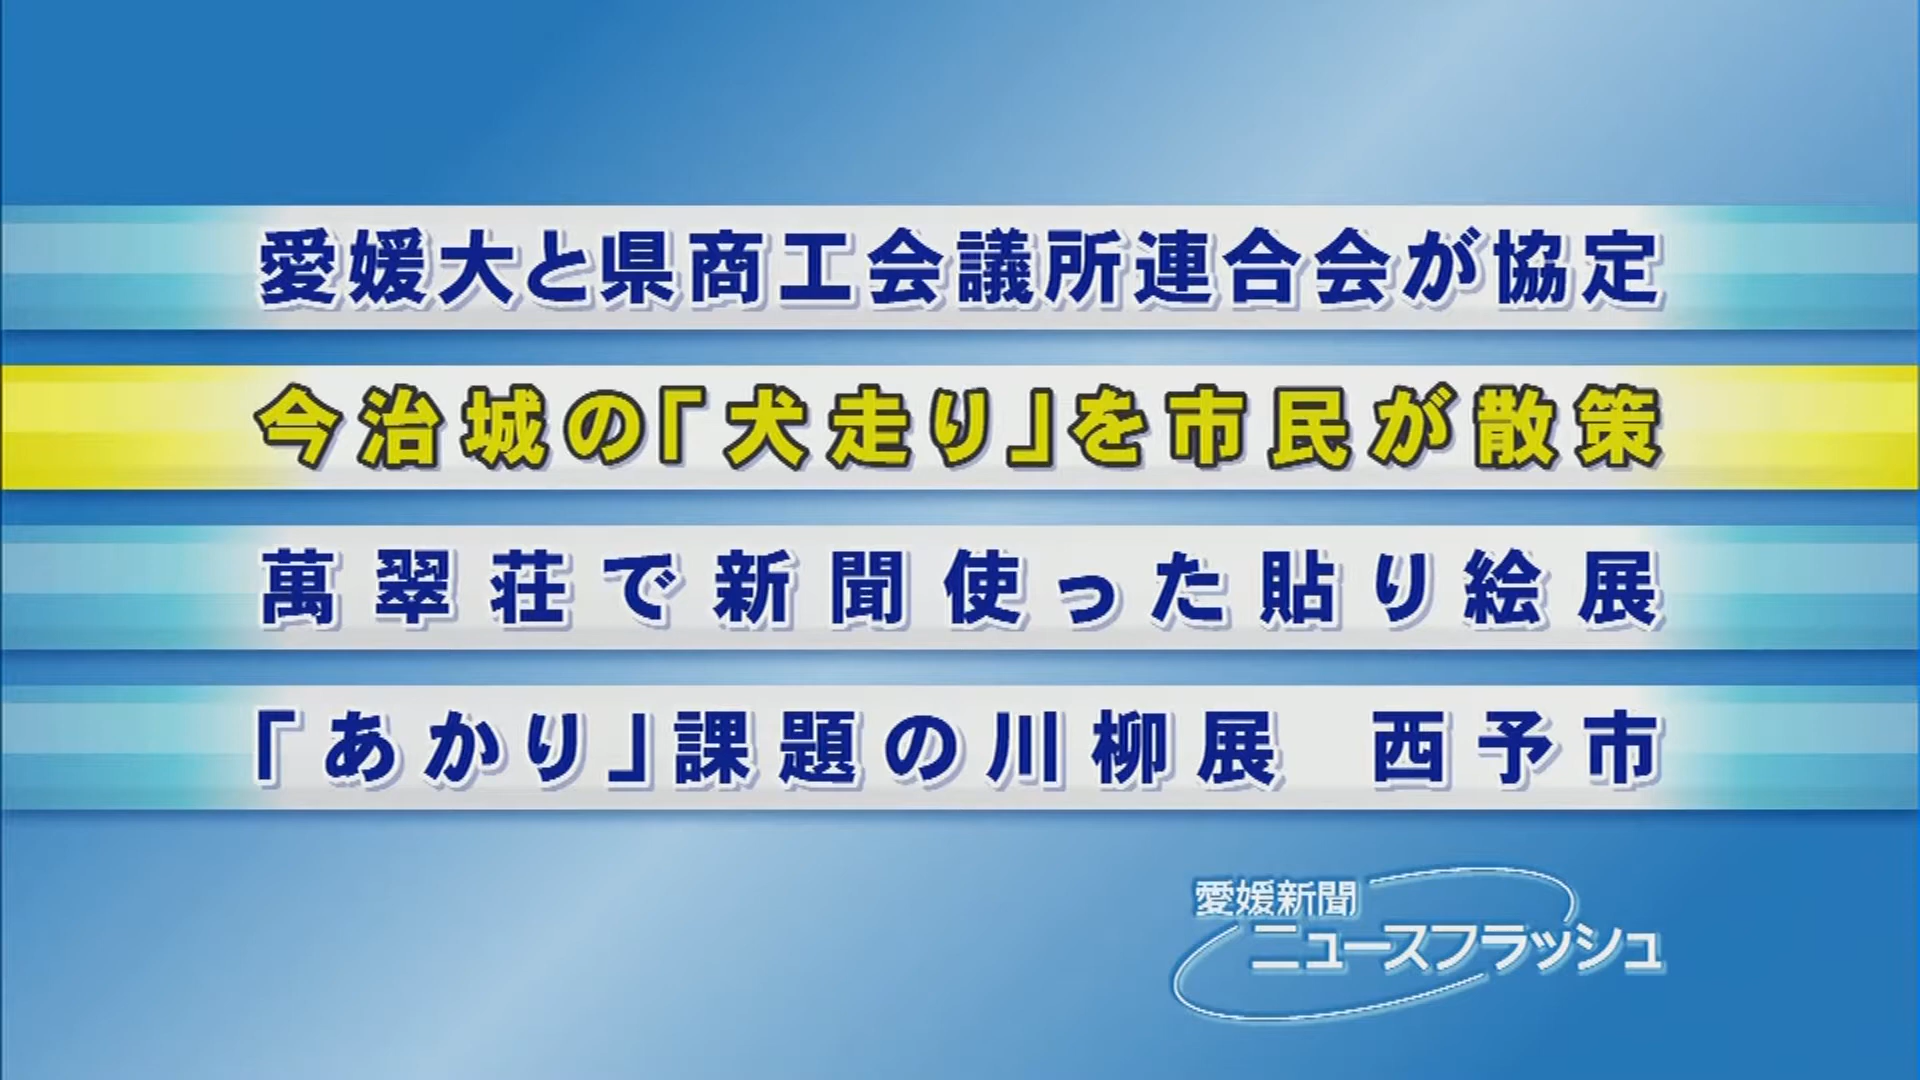 愛媛大と県商工会議所連合会が協定
今治城の「犬走り」を市民が散策
萬翠荘で新聞使った貼り絵展
「あかり」課題の川柳展　西予市
愛媛新聞
ニュースフラッシュ